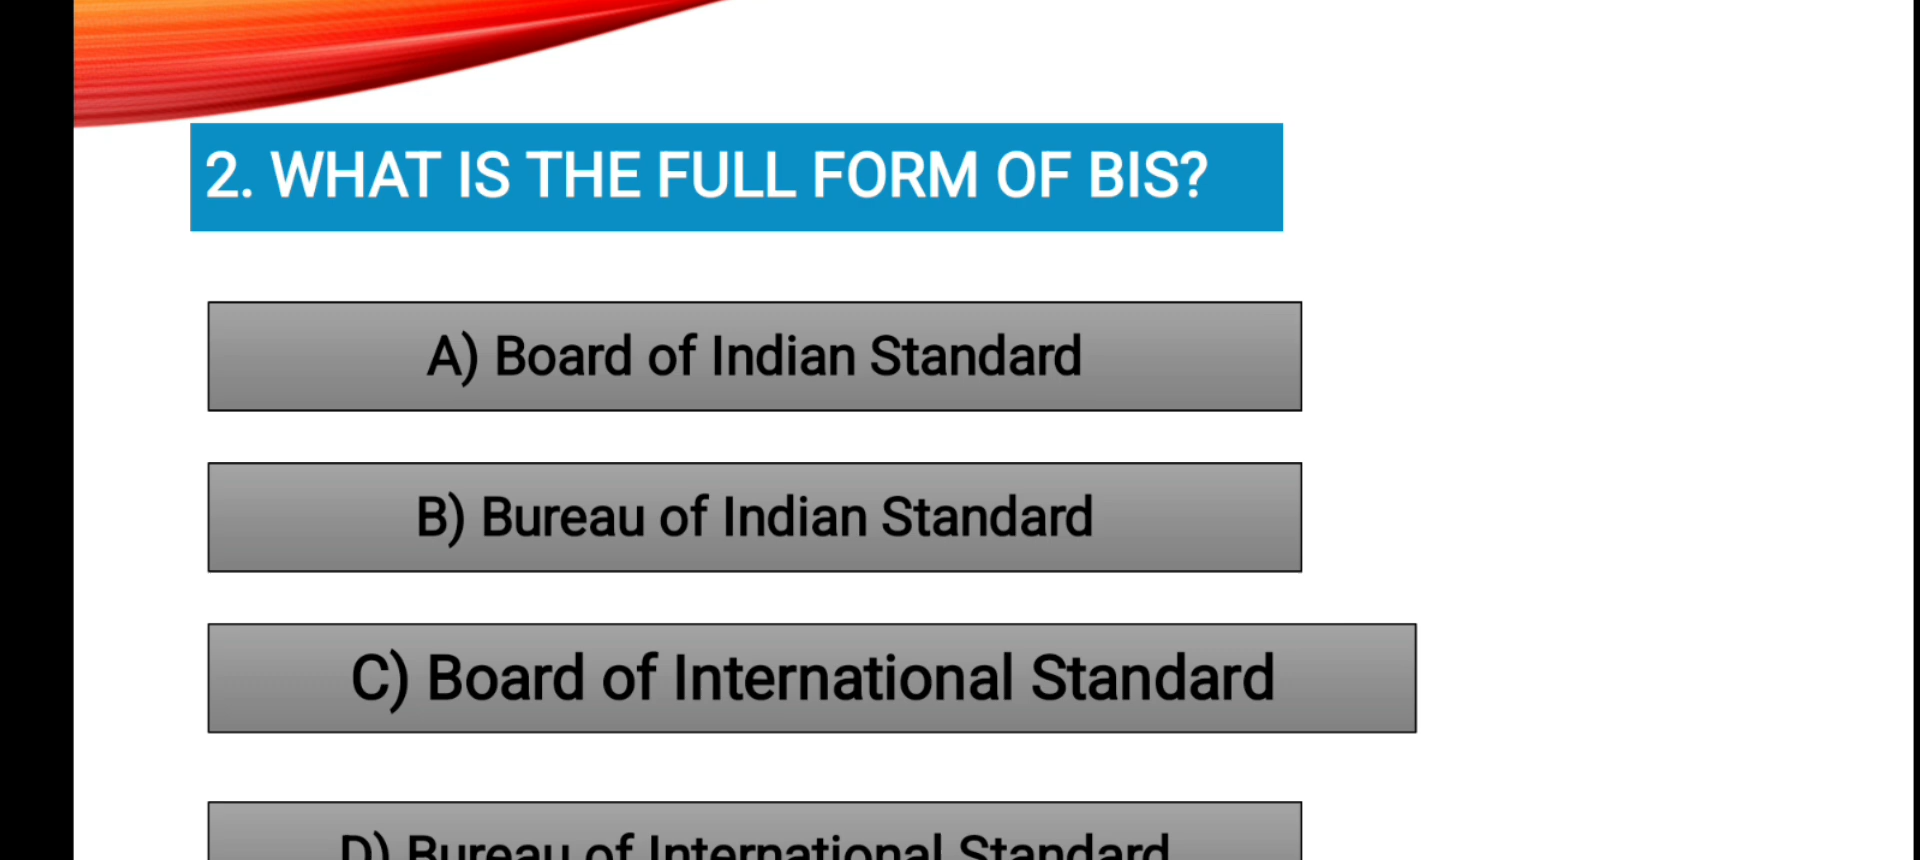 2. WHAT IS THE FULL FORM OF BIS?
A) Board of Indian Standard
B) Bureau of Indian Standard
C) Board of International Standard
D) Bureau of International Standard